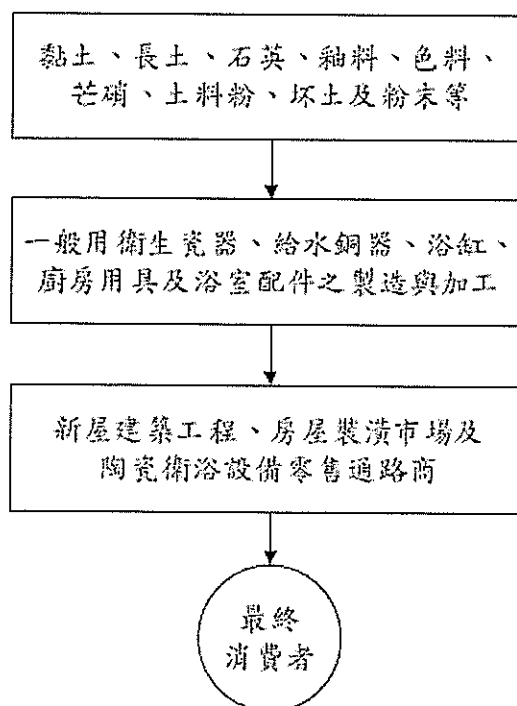 黏土、長土、石英、釉料、色料、
芒硝、土料粉、坏土及粉末等
一般用衛生瓷器、給水銅器、浴缸、
廚房用具及浴室配件之製造與加工
新屋建築工程、房屋裝潢市場及
陶瓷衛浴設備零售通路商
最終
消費者